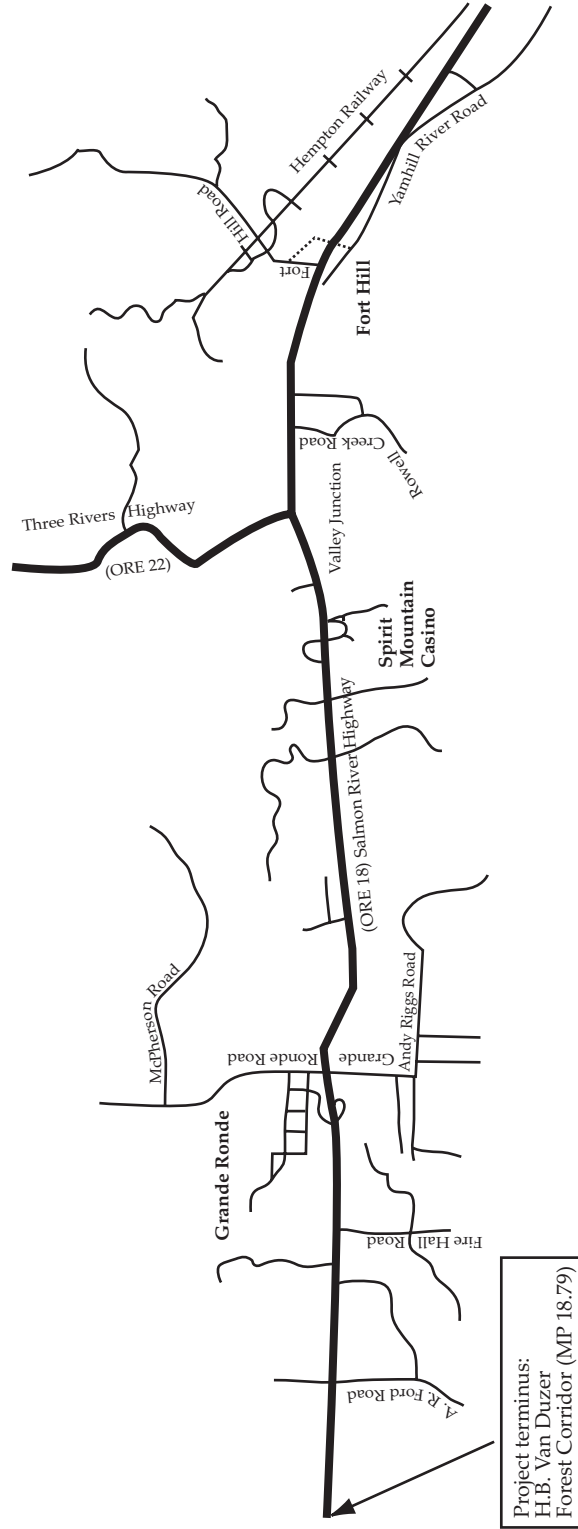 Project terminus:
H.B. Van Duzer
Forest Corridor (MP 18.79)
A. R. Ford Road
Fire Hall Road
Grande Ronde
Grande Ronde Road
McPherson Road
Andy Riggs Road
(ORE 18) Salmon River Highway
Spirit
Mountain
Casino
Valley Junction
Three Rivers Highway
(ORE 22)
Rowell Creek Road
Fort Hill
Fort Hill Road
Hempton Railway
Yamhill River Road